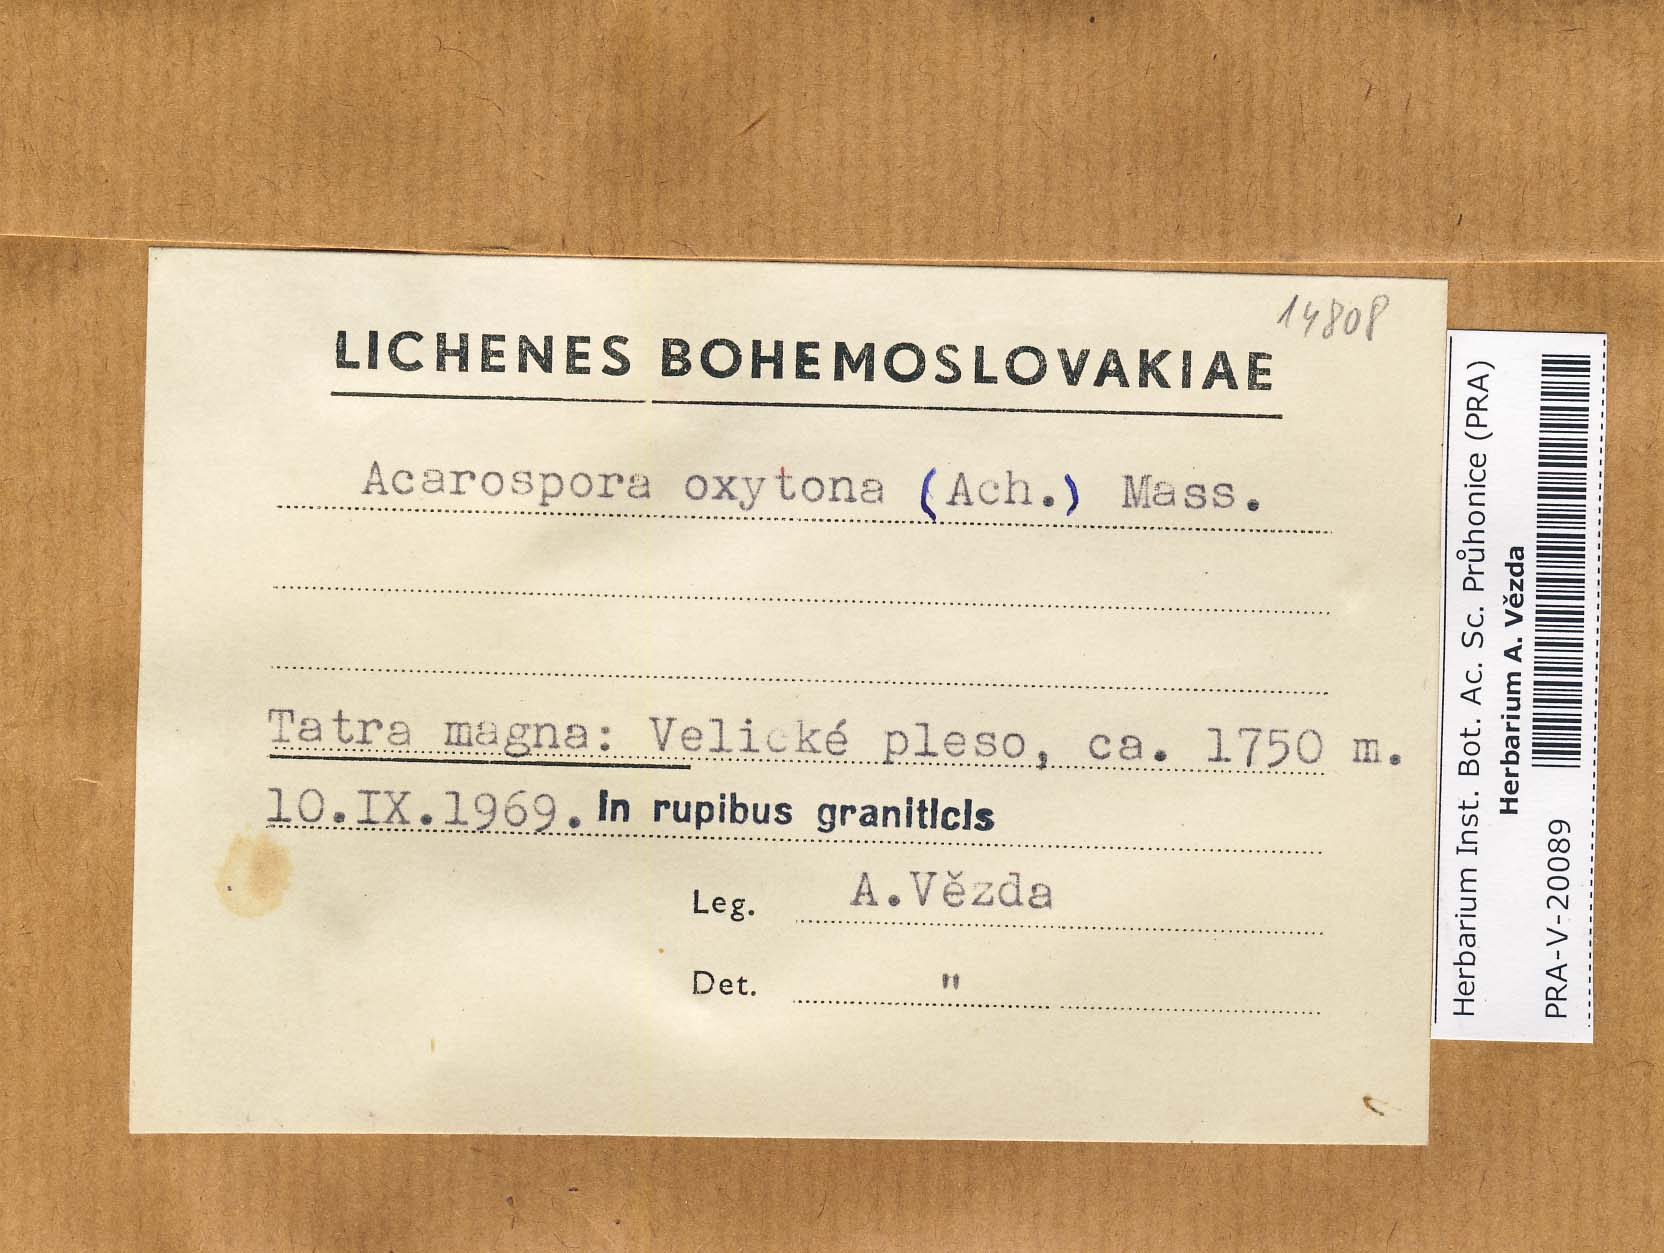 14808
LICHENES BOHEMOSLOVAKIAE
Acarospora oxytona (Ach.) Mass.
Tatra magna: Velické pleso, ca. 1750 m.
10.IX.1969. In rupibus graniticis
Leg. A.Vězda
Det. "
Herbarium Inst. Bot. Ac. Sc. Průhonice (PRA)
Herbarium A. Vězda
PRA-V-20089